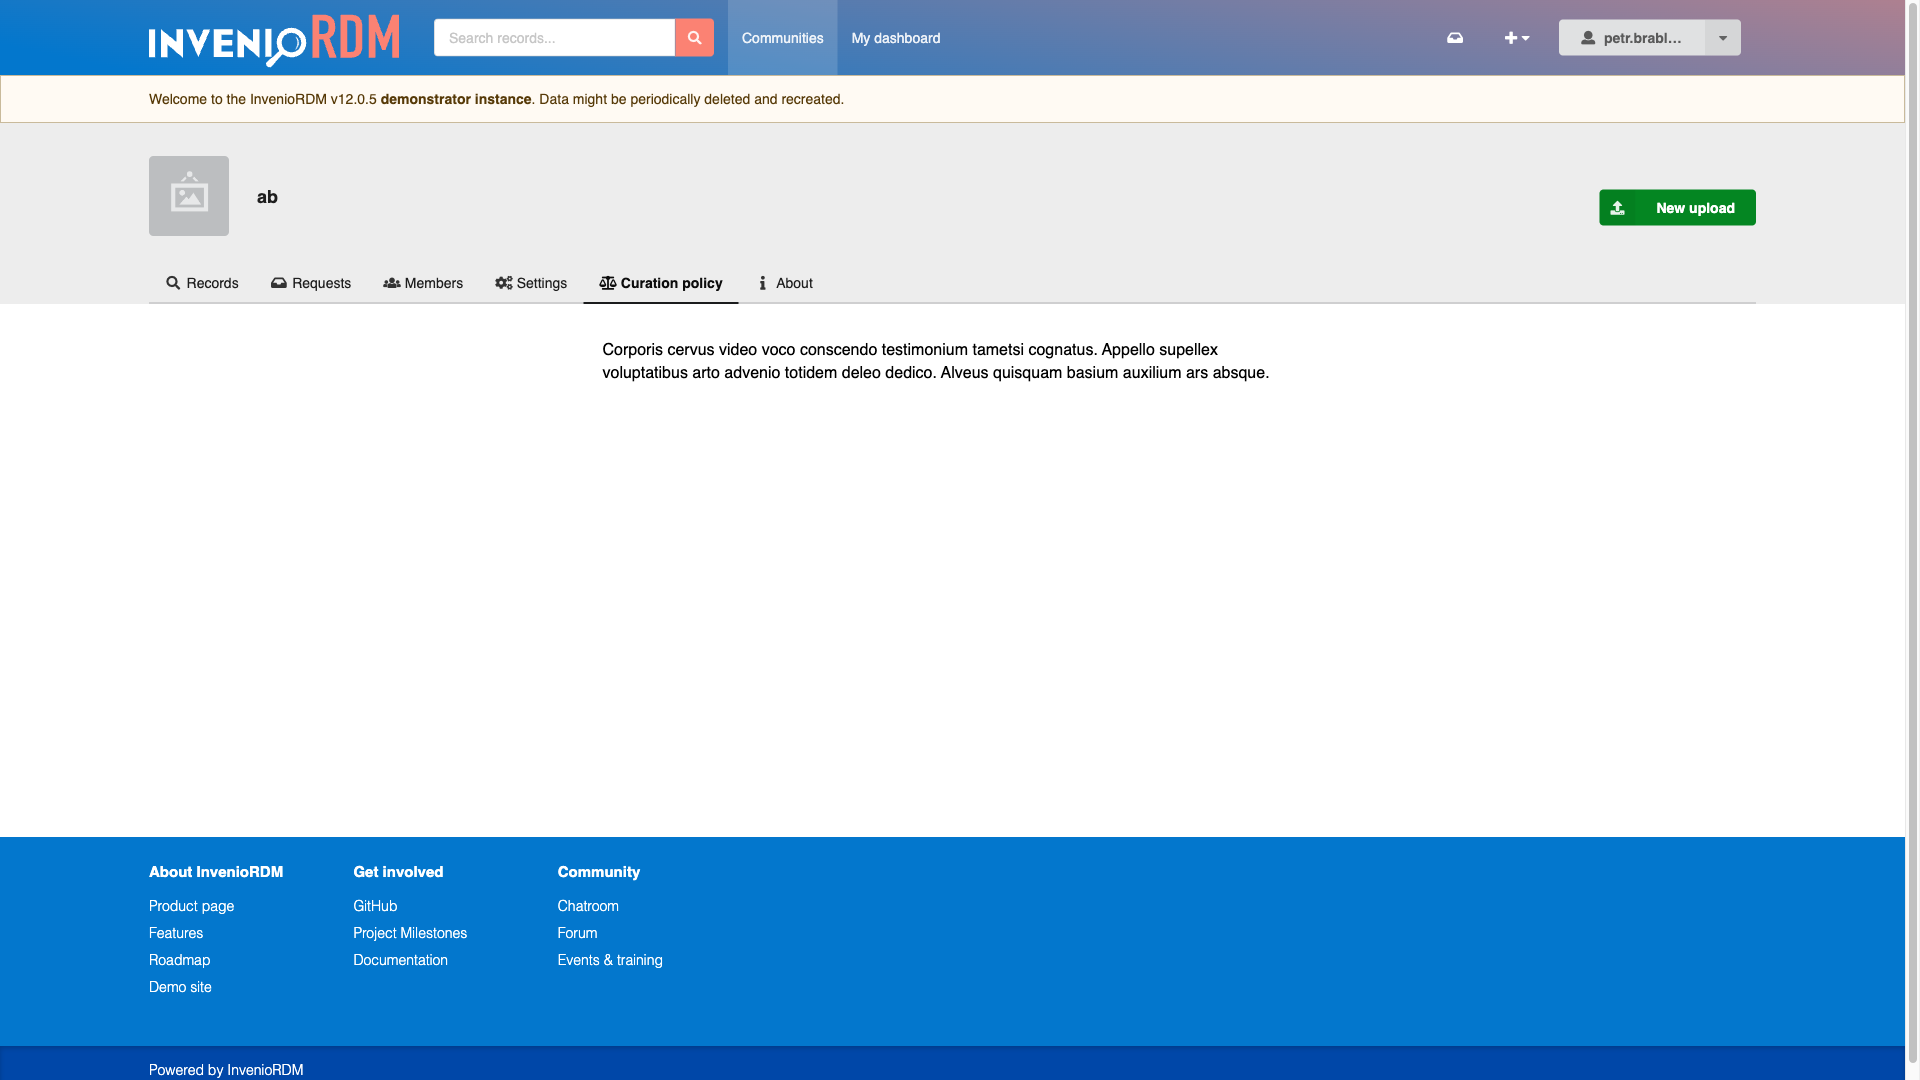 INVENIO RDM
Search records...
Communities
My dashboard
petr.brabl...
Welcome to the InvenioRDM v12.0.5 demonstrator instance. Data might be periodically deleted and recreated.
ab
New upload
Records
Requests
Members
Settings
Curation policy
About
Corporis cervus video voco conscendo testimonium tametsi cognatus. Appello supellex
voluptatibus arto advenio totidem deleo dedico. Alveus quisquam basium auxilium ars absque.
About InvenioRDM
Product page
Features
Roadmap
Demo site
Get involved
GitHub
Project Milestones
Documentation
Community
Chatroom
Forum
Events & training
Powered by InvenioRDM